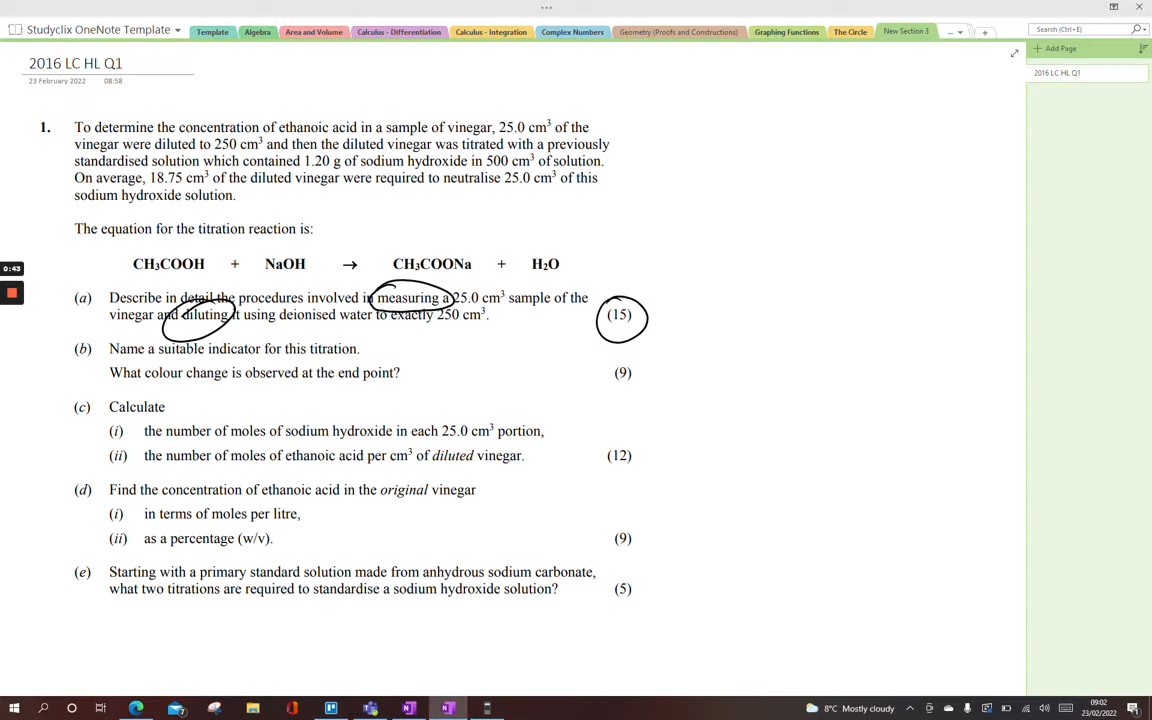 Studyclix OneNote Template
Template
Algebra
Area and Volume
Calculus - Differentiation
Calculus - Integration
Complex Numbers
Geometry (Proofs and Constructions)
Graphing Functions
The Circle
New Section 3
...
+
Search (Ctrl+E)
+ Add Page
2016 LC HL Q1
2016 LC HL Q1
23 February 2022 08:58
1. To determine the concentration of ethanoic acid in a sample of vinegar, 25.0 cm³ of the
vinegar were diluted to 250 cm³ and then the diluted vinegar was titrated with a previously
standardised solution which contained 1.20 g of sodium hydroxide in 500 cm³ of solution.
On average, 18.75 cm³ of the diluted vinegar were required to neutralise 25.0 cm³ of this
sodium hydroxide solution.
The equation for the titration reaction is:
CH₃COOH + NaOH → CH₃COONa + H₂O
0:43
(a) Describe in detail the procedures involved in measuring a 25.0 cm³ sample of the
vinegar and diluting it using deionised water to exactly 250 cm³. (15)
(b) Name a suitable indicator for this titration.
What colour change is observed at the end point? (9)
(c) Calculate
(i) the number of moles of sodium hydroxide in each 25.0 cm³ portion,
(ii) the number of moles of ethanoic acid per cm³ of diluted vinegar. (12)
(d) Find the concentration of ethanoic acid in the original vinegar
(i) in terms of moles per litre,
(ii) as a percentage (w/v). (9)
(e) Starting with a primary standard solution made from anhydrous sodium carbonate,
what two titrations are required to standardise a sodium hydroxide solution? (5)
8°C Mostly cloudy
09:02
23/02/2022